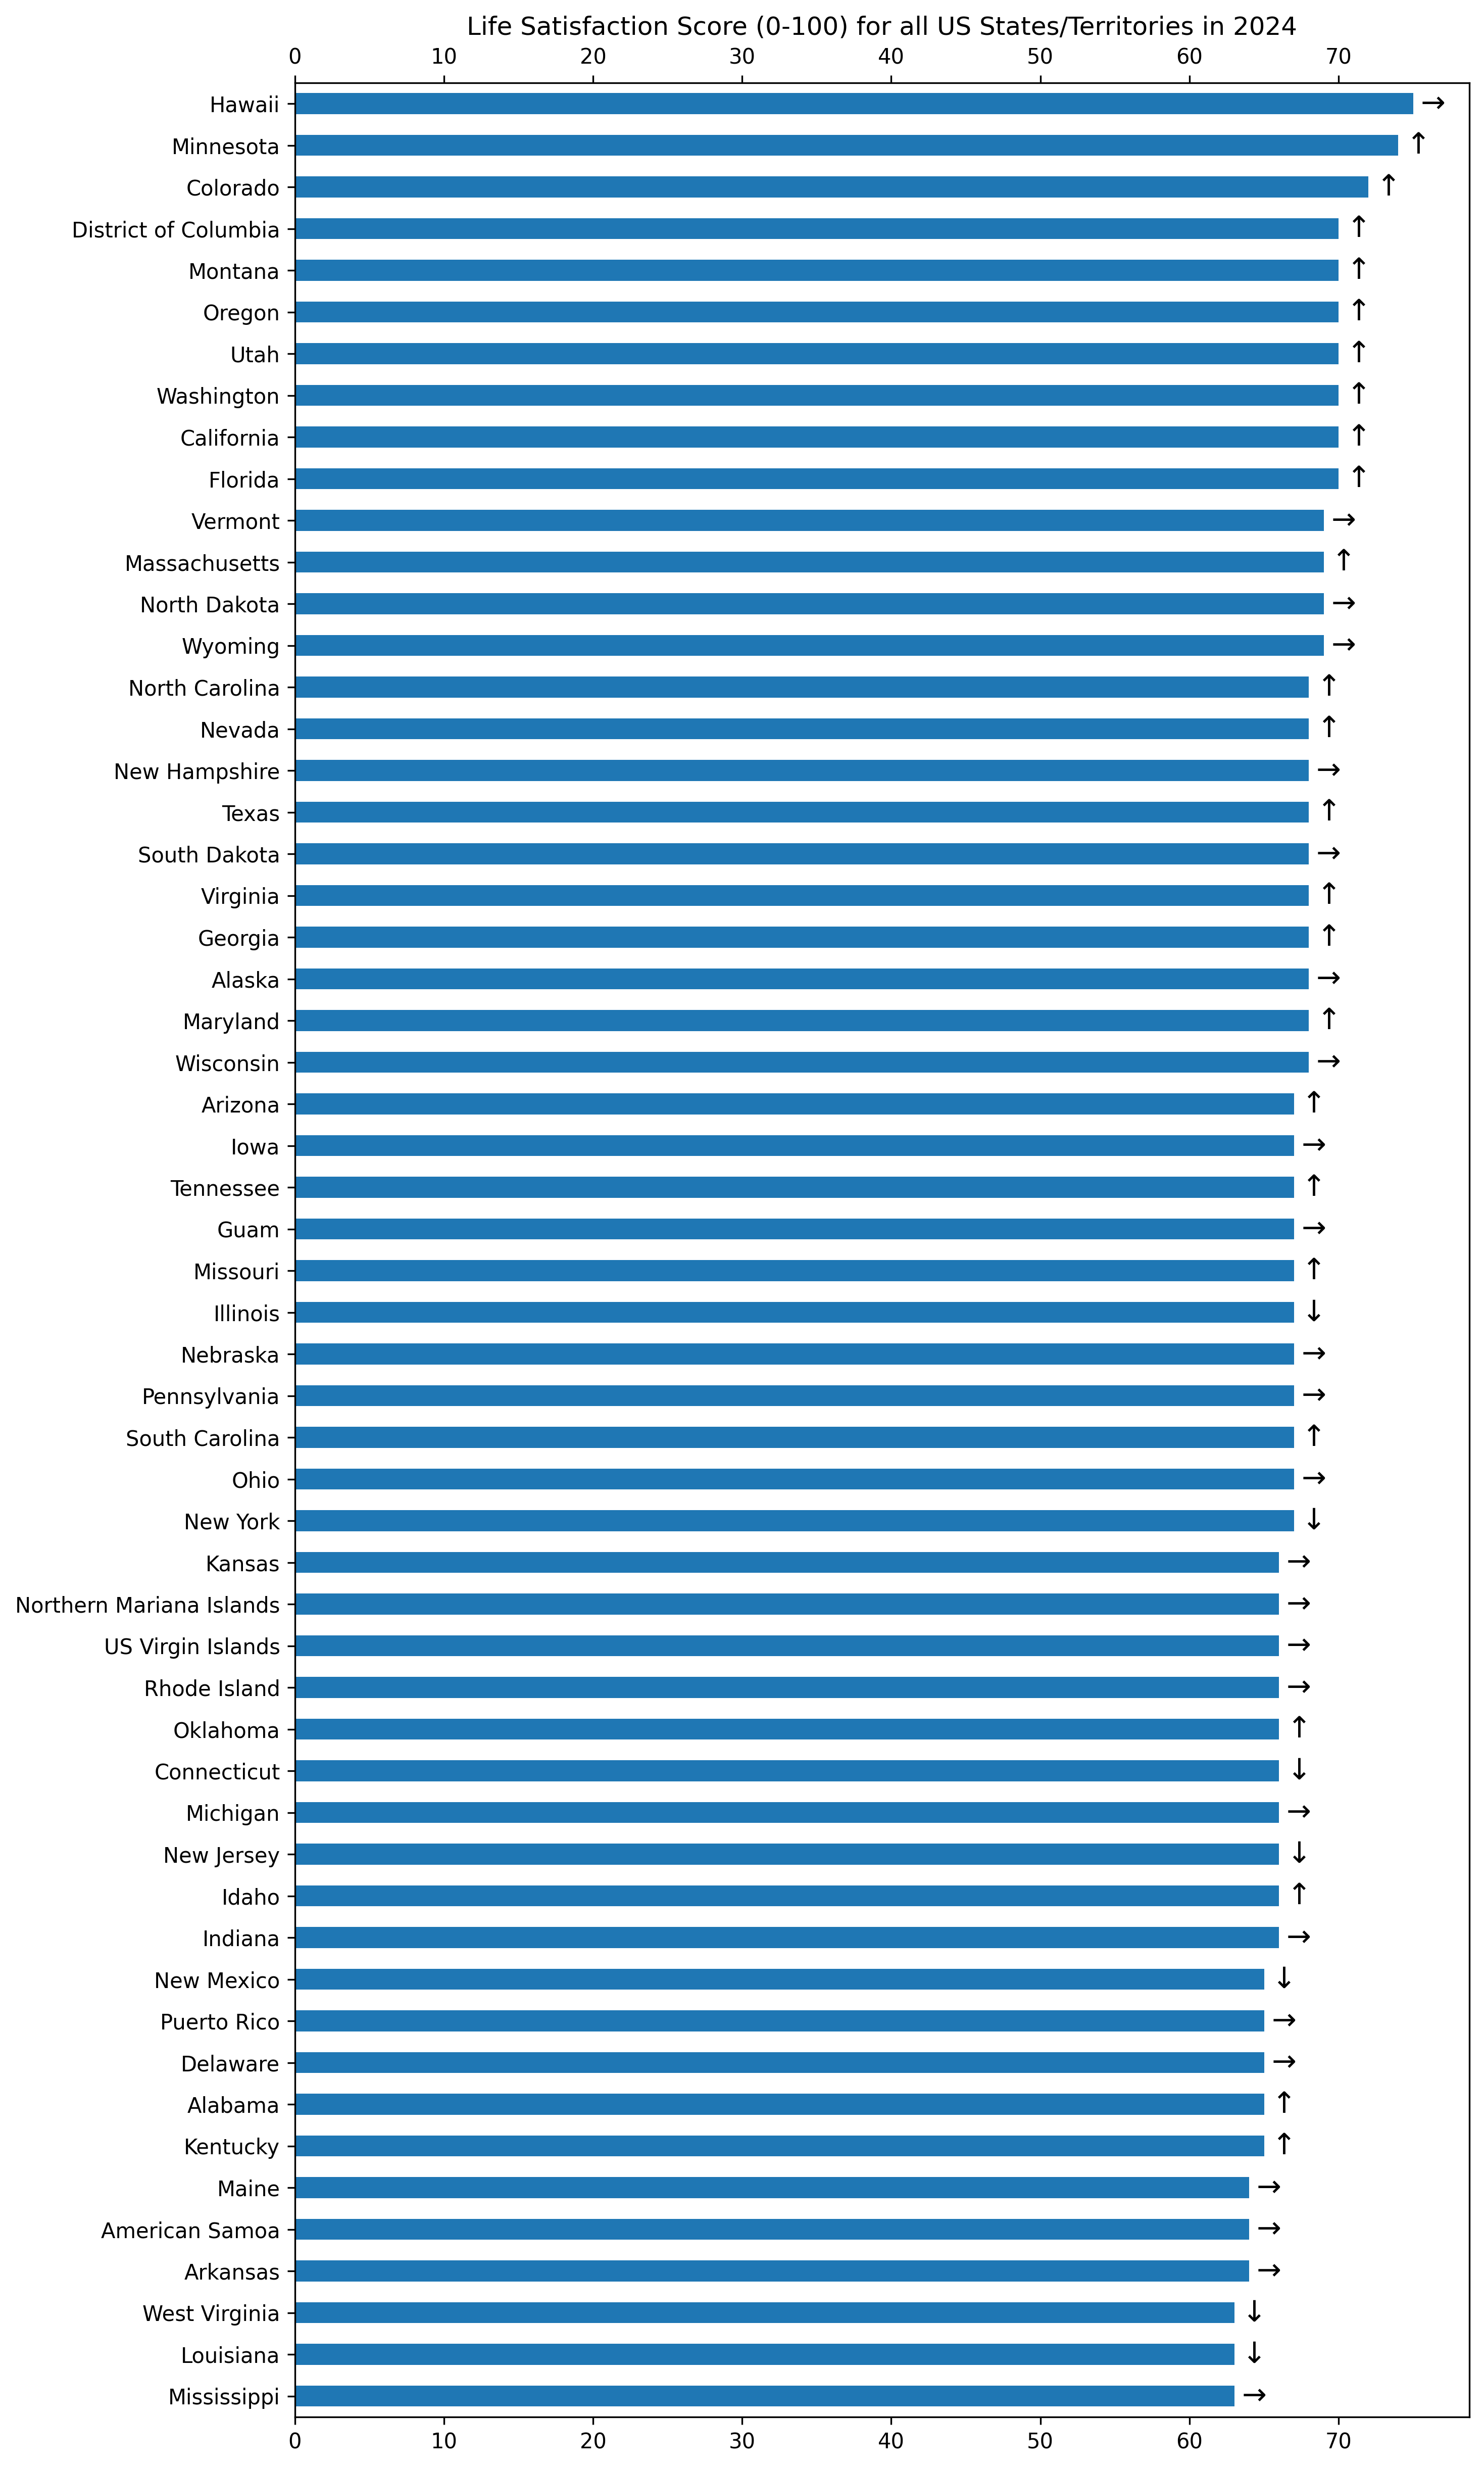 Life Satisfaction Score (0-100) for all US States/Territories in 2024
0 10 20 30 40 50 60 70
Hawaii →
Minnesota ↑
Colorado ↑
District of Columbia ↑
Montana ↑
Oregon ↑
Utah ↑
Washington ↑
California ↑
Florida ↑
Vermont →
Massachusetts ↑
North Dakota →
Wyoming →
North Carolina ↑
Nevada ↑
New Hampshire →
Texas ↑
South Dakota →
Virginia ↑
Georgia ↑
Alaska →
Maryland ↑
Wisconsin →
Arizona ↑
Iowa →
Tennessee ↑
Guam →
Missouri ↑
Illinois ↓
Nebraska →
Pennsylvania →
South Carolina ↑
Ohio →
New York ↓
Kansas →
Northern Mariana Islands →
US Virgin Islands →
Rhode Island →
Oklahoma ↑
Connecticut ↓
Michigan →
New Jersey ↓
Idaho ↑
Indiana →
New Mexico ↓
Puerto Rico →
Delaware →
Alabama ↑
Kentucky ↑
Maine →
American Samoa →
Arkansas →
West Virginia ↓
Louisiana ↓
Mississippi →
0 10 20 30 40 50 60 70